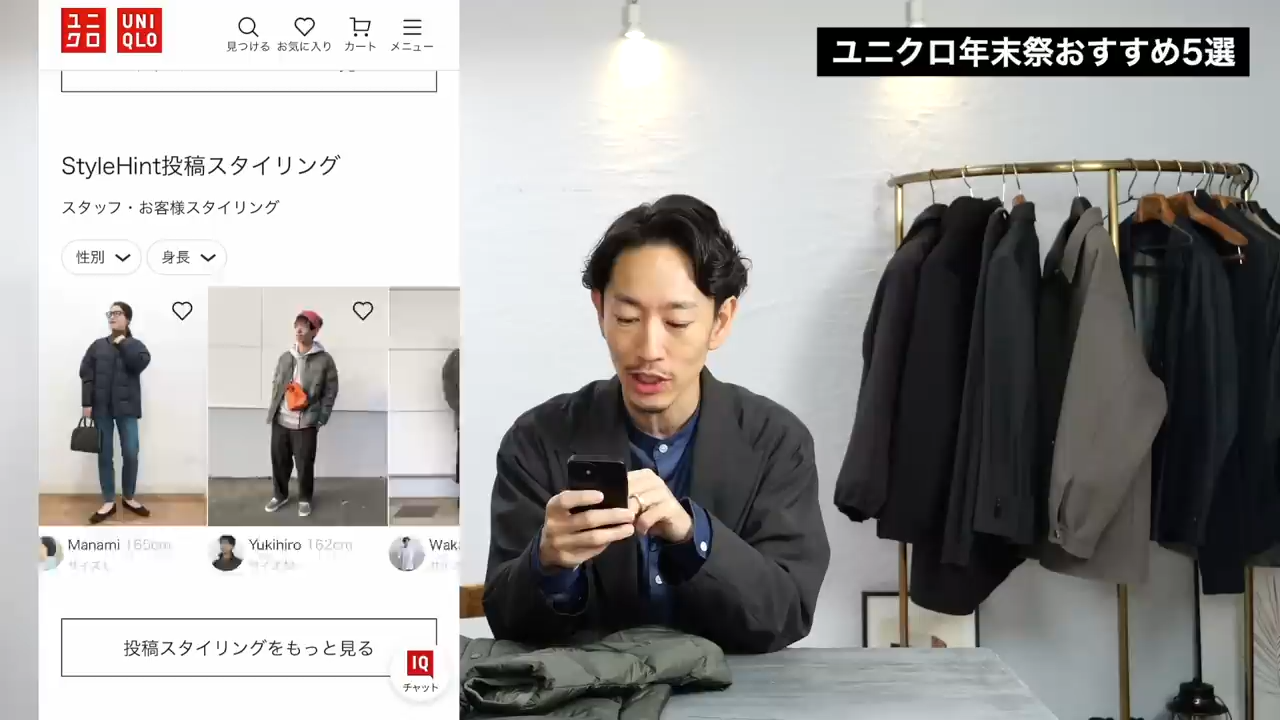 ユニクロ
UNIQLO
見つける
お気に入り
カート
メニュー
ユニクロ年末祭おすすめ5選
StyleHint投稿スタイリング
スタッフ・お客様スタイリング
性別
身長
Manami 165cm
Yukihiro 162cm
Waka
投稿スタイリングをもっと見る
IQ
チャット